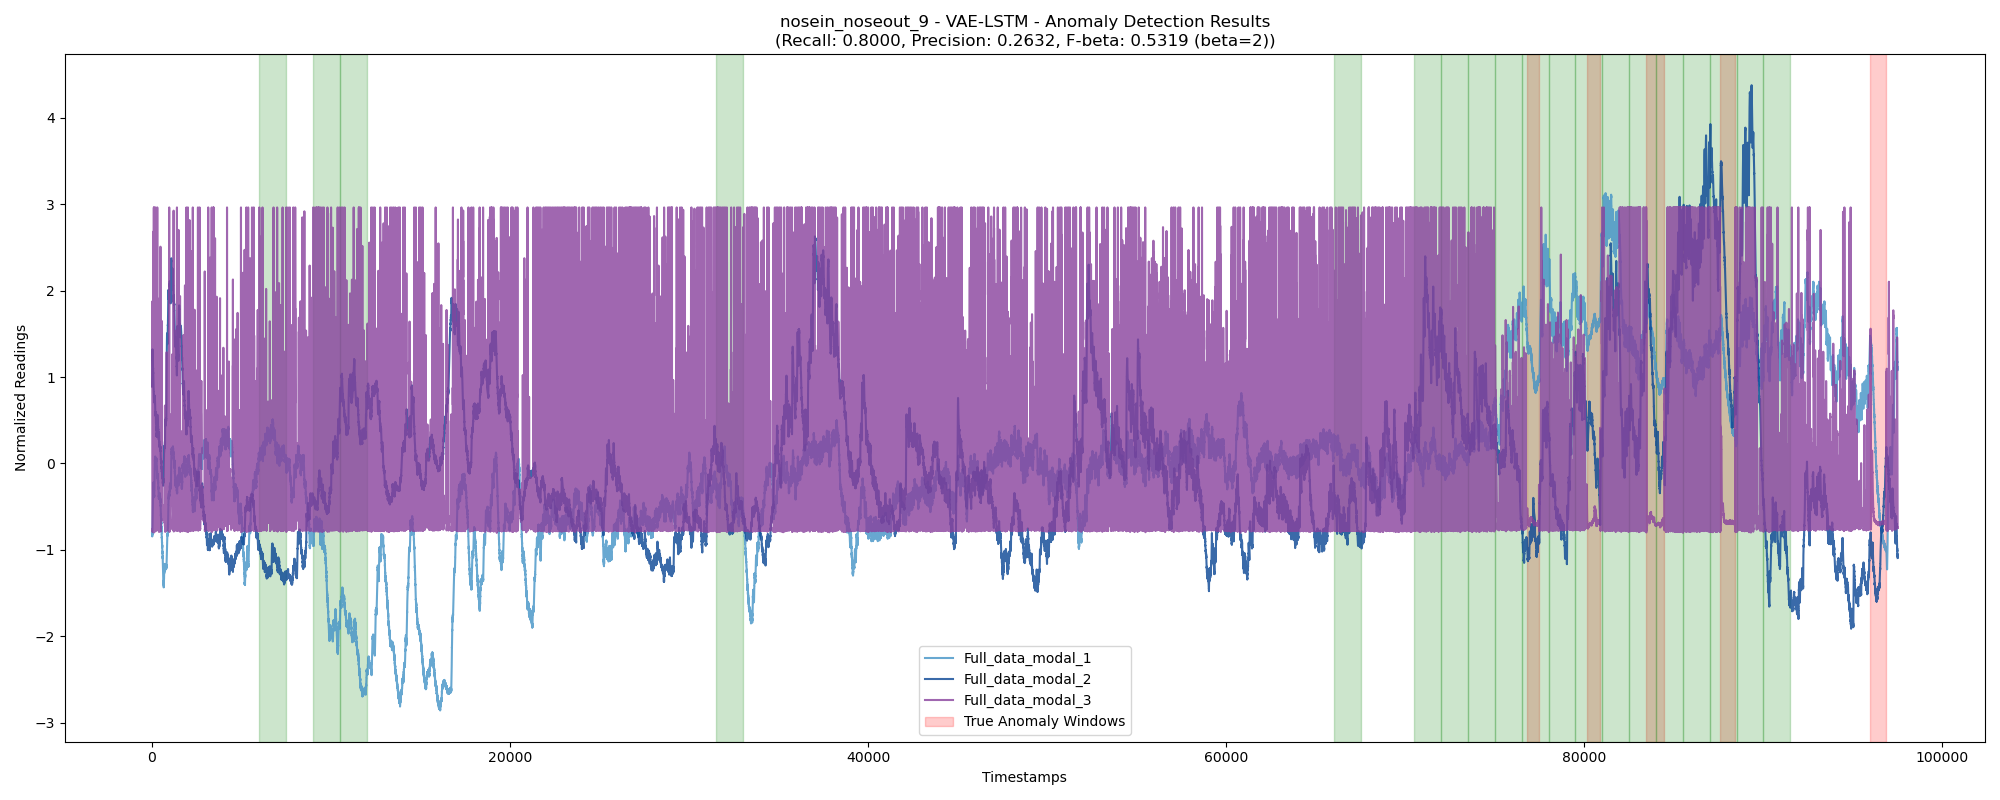 nosein_noseout_9 - VAE-LSTM - Anomaly Detection Results
(Recall: 0.8000, Precision: 0.2632, F-beta: 0.5319 (beta=2))
Normalized Readings
4
3
2
1
0
−1
−2
−3
Full_data_modal_1
Full_data_modal_2
Full_data_modal_3
True Anomaly Windows
0
20000
40000
60000
80000
100000
Timestamps